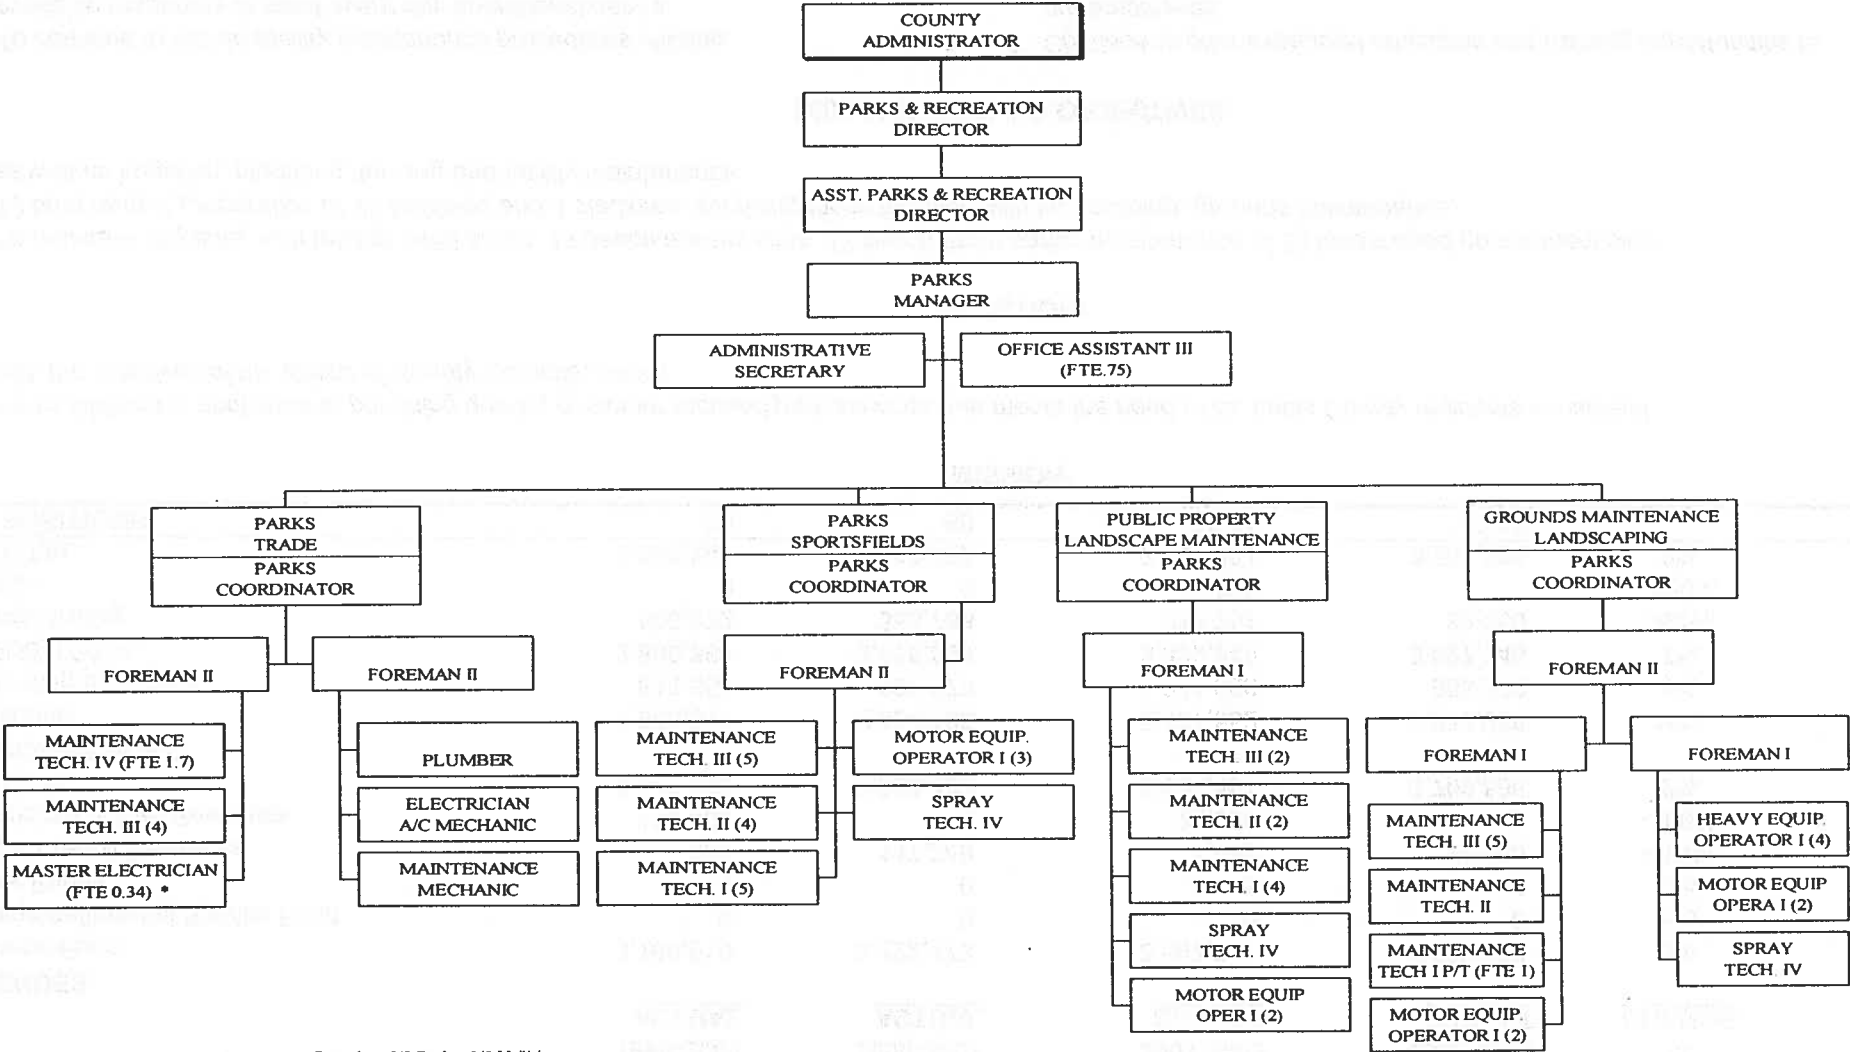 COUNTY
ADMINISTRATOR
PARKS & RECREATION
DIRECTOR
ASST. PARKS & RECREATION
DIRECTOR
PARKS
MANAGER
ADMINISTRATIVE
SECRETARY
OFFICE ASSISTANT III
(FTE.75)
PARKS
TRADE
PARKS
COORDINATOR
PARKS
SPORTSFIELDS
PARKS
COORDINATOR
PUBLIC PROPERTY
LANDSCAPE MAINTENANCE
PARKS
COORDINATOR
GROUNDS MAINTENANCE
LANDSCAPING
PARKS
COORDINATOR
FOREMAN II
FOREMAN II
FOREMAN II
FOREMAN I
FOREMAN II
MAINTENANCE
TECH. IV (FTE 1.7)
MAINTENANCE
TECH. III (4)
MASTER ELECTRICIAN
(FTE 0.34) *
PLUMBER
ELECTRICIAN
A/C MECHANIC
MAINTENANCE
MECHANIC
MAINTENANCE
TECH. III (5)
MAINTENANCE
TECH. II (4)
MAINTENANCE
TECH. I (5)
MOTOR EQUIP.
OPERATOR I (3)
SPRAY
TECH. IV
MAINTENANCE
TECH. III (2)
MAINTENANCE
TECH. II (2)
MAINTENANCE
TECH. I (4)
SPRAY
TECH. IV
MOTOR EQUIP
OPER I (2)
FOREMAN I
MAINTENANCE
TECH. III (5)
MAINTENANCE
TECH. II
MAINTENANCE
TECH I P/T (FTE 1)
MOTOR EQUIP.
OPERATOR I (2)
FOREMAN I
HEAVY EQUIP.
OPERATOR I (4)
MOTOR EQUIP
OPERA I (2)
SPRAY
TECH. IV